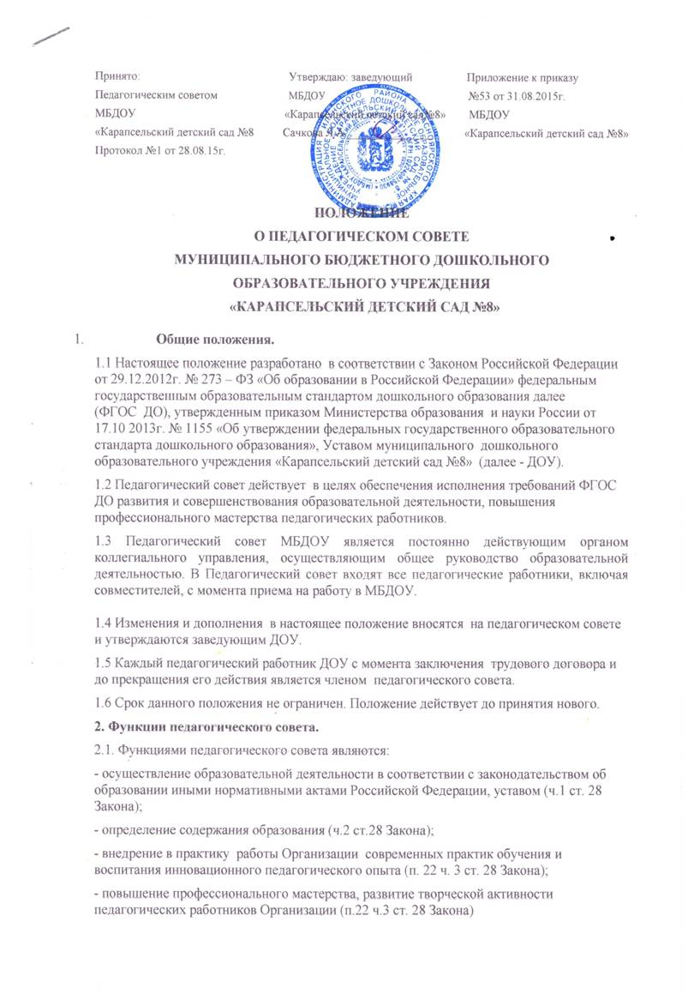 Принято: Утверждаю: заведующий Приложение к приказу
Педагогическим советом МБДОУ №53 от 31.08.2015г.
МБДОУ «Карапсельский детский сад №8» МБДОУ
«Карапсельский детский сад №8 Сачкова «Карапсельский детский сад №8»
Протокол №1 от 28.08.15г.
ПОЛОЖЕНИЕ
О ПЕДАГОГИЧЕСКОМ СОВЕТЕ
МУНИЦИПАЛЬНОГО БЮДЖЕТНОГО ДОШКОЛЬНОГО
ОБРАЗОВАТЕЛЬНОГО УЧРЕЖДЕНИЯ
«КАРАПСЕЛЬСКИЙ ДЕТСКИЙ САД №8»
1. Общие положения.
1.1 Настоящее положение разработано в соответствии с Законом Российской Федерации
от 29.12.2012г. № 273 – ФЗ «Об образовании в Российской Федерации» федеральным
государственным образовательным стандартом дошкольного образования далее
(ФГОС ДО), утвержденным приказом Министерства образования и науки России от
17.10 2013г. № 1155 «Об утверждении федеральных государственного образовательного
стандарта дошкольного образования», Уставом муниципального дошкольного
образовательного учреждения «Карапсельский детский сад №8» (далее - ДОУ).
1.2 Педагогический совет действует в целях обеспечения исполнения требований ФГОС
ДО развития и совершенствования образовательной деятельности, повышения
профессионального мастерства педагогических работников.
1.3 Педагогический совет МБДОУ является постоянно действующим органом
коллегиального управления, осуществляющим общее руководство образовательной
деятельностью. В Педагогический совет входят все педагогические работники, включая
совместителей, с момента приема на работу в МБДОУ.
1.4 Изменения и дополнения в настоящее положение вносятся на педагогическом совете
и утверждаются заведующим ДОУ.
1.5 Каждый педагогический работник ДОУ с момента заключения трудового договора и
до прекращения его действия является членом педагогического совета.
1.6 Срок данного положения не ограничен. Положение действует до принятия нового.
2. Функции педагогического совета.
2.1. Функциями педагогического совета являются:
- осуществление образовательной деятельности в соответствии с законодательством об
образовании иными нормативными актами Российской Федерации, уставом (ч.1 ст. 28
Закона);
- определение содержания образования (ч.2 ст.28 Закона);
- внедрение в практику работы Организации современных практик обучения и
воспитания инновационного педагогического опыта (п. 22 ч. 3 ст. 28 Закона);
- повышение профессионального мастерства, развитие творческой активности
педагогических работников Организации (п.22 ч.3 ст. 28 Закона)